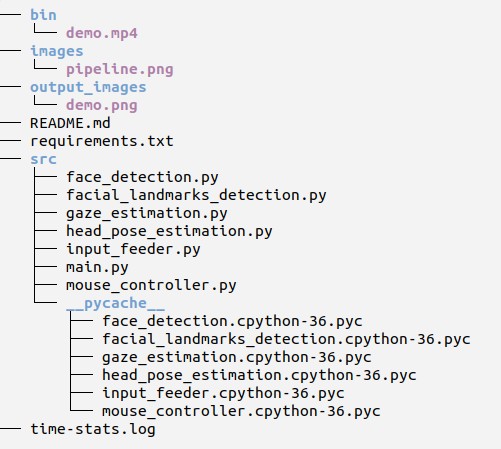 bin
demo.mp4
images
pipeline.png
output_images
demo.png
README.md
requirements.txt
src
face_detection.py
facial_landmarks_detection.py
gaze_estimation.py
head_pose_estimation.py
input_feeder.py
main.py
mouse_controller.py
__pycache__
face_detection.cpython-36.pyc
facial_landmarks_detection.cpython-36.pyc
gaze_estimation.cpython-36.pyc
head_pose_estimation.cpython-36.pyc
input_feeder.cpython-36.pyc
mouse_controller.cpython-36.pyc
time-stats.log